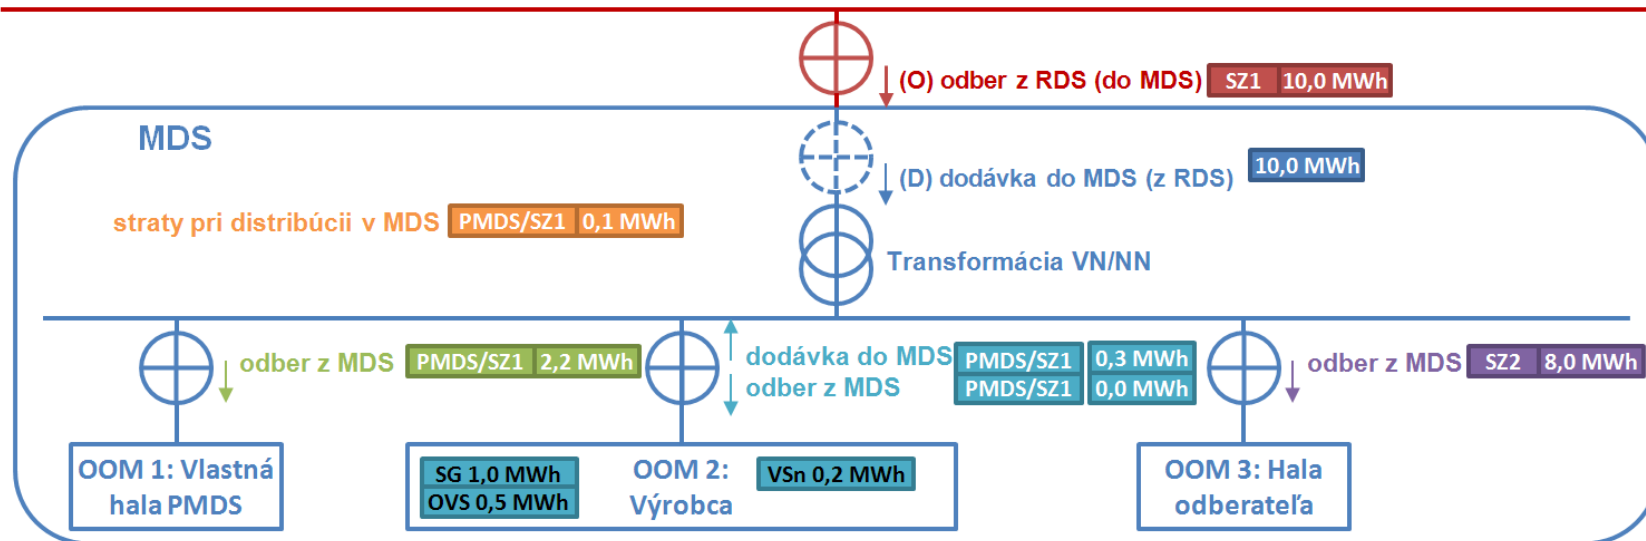 (O) odber z RDS (do MDS) SZ1 10,0 MWh
MDS
(D) dodávka do MDS (z RDS) 10,0 MWh
straty pri distribúcii v MDS PMDS/SZ1 0,1 MWh
Transformácia VN/NN
odber z MDS PMDS/SZ1 2,2 MWh
dodávka do MDS PMDS/SZ1 0,3 MWh
odber z MDS PMDS/SZ1 0,0 MWh
odber z MDS SZ2 8,0 MWh
OOM 1: Vlastná
hala PMDS
SG 1,0 MWh
OVS 0,5 MWh
OOM 2:
Výrobca
VSn 0,2 MWh
OOM 3: Hala
odberateľa